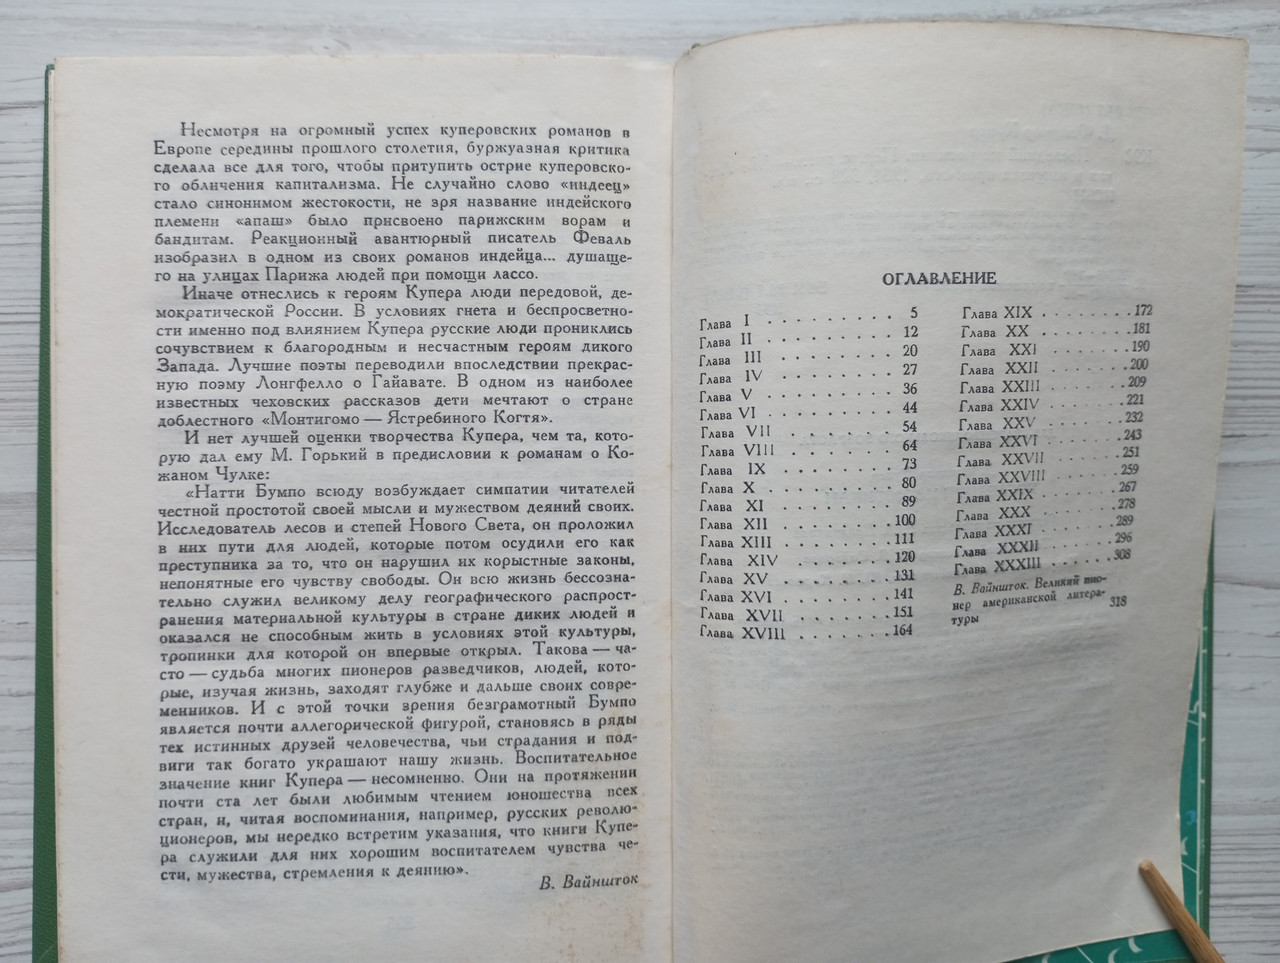 Несмотря на огромный успех куперовских романов в
Европе середины прошлого столетия, буржуазная критика
сделала все для того, чтобы притупить острие куперовско-
го обличения капитализма. Не случайно слово «индеец»
стало синонимом жестокости, не зря название индейского
племени «апаш» было присвоено парижским ворам и
бандитам. Реакционный авантюрный писатель Феваль
изобразил в одном из своих романов индейца... душаще-
го на улицах Парижа людей при помощи лассо.
Иначе отнеслись к героям Купера люди передовой, де-
мократической России. В условиях гнета и беспросветно-
сти именно под влиянием Купера русские люди прониклись
сочувствием к благородным и несчастным героям дикого
Запада. Лучшие поэты переводили впоследствии прекрас-
ную поэму Лонгфелло о Гайавате. В одном из наиболее
известных чеховских рассказов дети мечтают о стране
доблестного «Монтигомо — Ястребиного Когтя».
И нет лучшей оценки творчества Купера, чем та, кото-
рую дал ему М. Горький в предисловии к романам о Ко-
жаном Чулке:
«Натти Бумпо всюду возбуждает симпатии читателей
честной простотой своей мысли и мужеством деяний своих.
Исследователь лесов и степей Нового Света, он проложил
в них пути для людей, которые потом осудили его как
преступника за то, что он нарушил их корыстные законы,
непонятные его чувству свободы. Он всю жизнь бессозна-
тельно служил великому делу географического распрост-
ранения материальной культуры в стране диких людей и
оказался не способным жить в условиях этой культуры,
тропинки для которой он впервые открыл. Такова — ча-
сто — судьба многих пионеров разведчиков, людей, кото-
рые, изучая жизнь, заходят глубже и дальше своих совре-
менников. И с этой точки зрения безграмотный Бумпо
является почти аллегорической фигурой, становясь в ряды
тех истинных друзей человечества, чьи страдания и под-
виги так богато украшают нашу жизнь. Воспитательное
значение книг Купера — несомненно. Они на протяжении
почти ста лет были любимым чтением юношества всех
стран, и, читая воспоминания, например, русских револю-
ционеров, мы нередко встретим указания, что книги Купе-
ра служили для них хорошим воспитателем чувства че-
сти, мужества, стремления к деянию».
В. Вайншток
ОГЛАВЛЕНИЕ
Глава I . . . . . . . . . 5
Глава II . . . . . . . . . 12
Глава III . . . . . . . . 20
Глава IV . . . . . . . . 27
Глава V . . . . . . . . . 36
Глава VI . . . . . . . . 44
Глава VII . . . . . . . 54
Глава VIII . . . . . . . 64
Глава IX . . . . . . . . 73
Глава X . . . . . . . . . 80
Глава XI . . . . . . . . 89
Глава XII . . . . . . . . 100
Глава XIII . . . . . . . 111
Глава XIV . . . . . . . 120
Глава XV . . . . . . . . 131
Глава XVI . . . . . . . 141
Глава XVII . . . . . . . 151
Глава XVIII . . . . . . . 164
Глава XIX . . . . . . . . 172
Глава XX . . . . . . . . 181
Глава XXI . . . . . . . . 190
Глава XXII . . . . . . . 200
Глава XXIII . . . . . . . 209
Глава XXIV . . . . . . . 221
Глава XXV . . . . . . . 232
Глава XXVI . . . . . . . 243
Глава XXVII . . . . . . 251
Глава XXVIII . . . . . . 259
Глава XXIX . . . . . . . 267
Глава XXX . . . . . . . 278
Глава XXXI . . . . . . . 289
Глава XXXII . . . . . . 296
Глава XXXIII . . . . . . 308
В. Вайншток. Великий пио-
нер американской литера-
туры 318